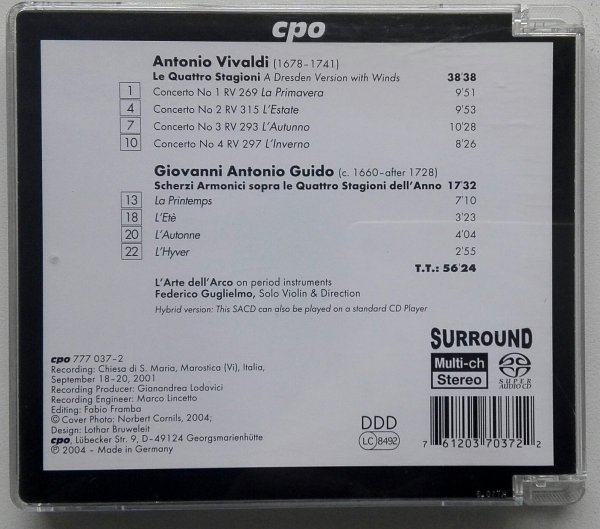 cpo
Antonio Vivaldi (1678–1741)
Le Quattro Stagioni A Dresden Version with Winds 38'38
1 Concerto No 1 RV 269 La Primavera 9'51
4 Concerto No 2 RV 315 L'Estate 9'53
7 Concerto No 3 RV 293 L'Autunno 10'28
10 Concerto No 4 RV 297 L'Inverno 8'26
Giovanni Antonio Guido (c. 1660–after 1728)
Scherzi Armonici sopra le Quattro Stagioni dell'Anno 17'32
13 La Printemps 7'10
18 L'Etè 3'23
20 L'Autonne 4'04
22 L'Hyver 2'55
T.T.: 56'24
L'Arte dell'Arco on period instruments
Federico Guglielmo, Solo Violin & Direction
Hybrid version: This SACD can also be played on a standard CD Player
SURROUND
Multi-ch
Stereo
SUPER AUDIO CD
cpo 777 037–2
Recording: Chiesa di S. Maria, Marostica (Vi), Italia,
September 18–20, 2001
Recording Producer: Gianandrea Lodovici
Recording Engineer: Marco Lincetto
Editing: Fabio Framba
© Cover Photo: Norbert Cornils, 2004;
Design: Lothar Bruweleit
cpo, Lübecker Str. 9, D–49124 Georgsmarienhütte
℗ 2004 – Made in Germany
DDD
LC 8492
7 61203 70372 2